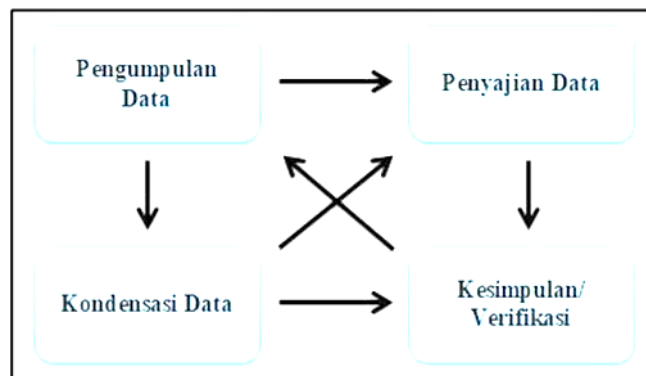 Pengumpulan
Data
Penyajian Data
Kondensasi Data
Kesimpulan/
Verifikasi